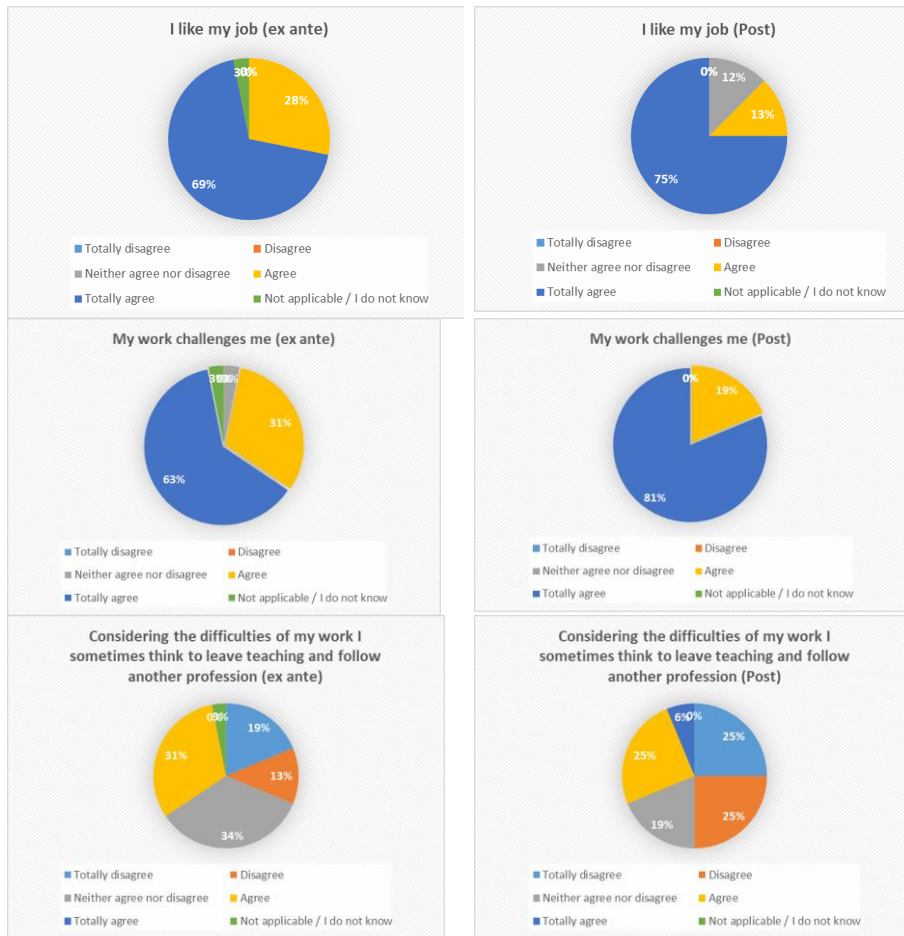 I like my job (ex ante)
3%
0%
28%
69%
Totally disagree
Disagree
Neither agree nor disagree
Agree
Totally agree
Not applicable / I do not know
I like my job (Post)
0%
12%
13%
75%
Totally disagree
Disagree
Neither agree nor disagree
Agree
Totally agree
Not applicable / I do not know
My work challenges me (ex ante)
3%
31%
63%
Totally disagree
Disagree
Neither agree nor disagree
Agree
Totally agree
Not applicable / I do not know
My work challenges me (Post)
0%
19%
81%
Totally disagree
Disagree
Neither agree nor disagree
Agree
Totally agree
Not applicable / I do not know
Considering the difficulties of my work I
sometimes think to leave teaching and follow
another profession (ex ante)
0%
3%
19%
31%
13%
34%
Totally disagree
Disagree
Neither agree nor disagree
Agree
Totally agree
Not applicable / I do not know
Considering the difficulties of my work I
sometimes think to leave teaching and follow
another profession (Post)
6%
0%
25%
25%
25%
19%
Totally disagree
Disagree
Neither agree nor disagree
Agree
Totally agree
Not applicable / I do not know